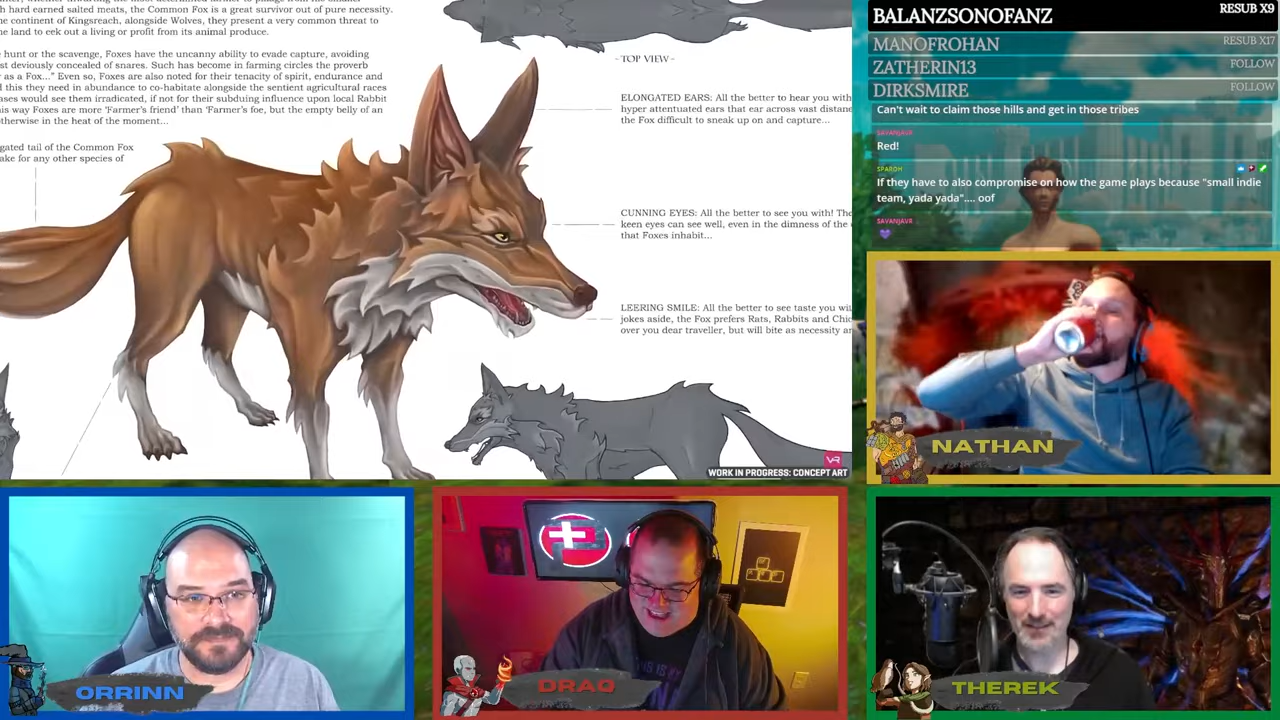 h hard earned salted meats, the Common Fox is a great survivor out of pure necessity.
he continent of Kingsreach, alongside Wolves, they present a very common threat to
he land to eek out a living or profit from its animal produce.
e hunt or the scavenge, Foxes have the uncanny ability to evade capture, avoiding
st deviously concealed of snares. Such has become in farming circles the proverb
r as a Fox..." Even so, Foxes are also noted for their tenacity of spirit, endurance and
d this they need in abundance to co-habitate alongside the sentient agricultural races
ases would see them irradicated, if not for their subduing influence upon local Rabbit
his way Foxes are more 'Farmer's friend' than 'Farmer's foe, but the empty belly of an
otherwise in the heat of the moment...
gated tail of the Common Fox
ake for any other species of
- TOP VIEW -
ELONGATED EARS: All the better to hear you with
hyper attentuated ears that ear across vast distan
the Fox difficult to sneak up on and capture...
CUNNING EYES: All the better to see you with! The
keen eyes can see well, even in the dimness of the
that Foxes inhabit...
LEERING SMILE: All the better to see taste you wit
jokes aside, the Fox prefers Rats, Rabbits and Chic
over you dear traveller, but will bite as necessity ar
VR
WORK IN PROGRESS: CONCEPT ART
BALANZSONOFANZ RESUB X9
MANOFROHAN RESUB X17
ZATHERIN13 FOLLOW
DIRKSMIRE FOLLOW
Can't wait to claim those hills and get in those tribes
SAVANJAVR
Red!
SPAROH
If they have to also compromise on how the game plays because "small indie
team, yada yada".... oof
SAVANJAVR
NATHAN
ORRINN
DRAQ
THEREK